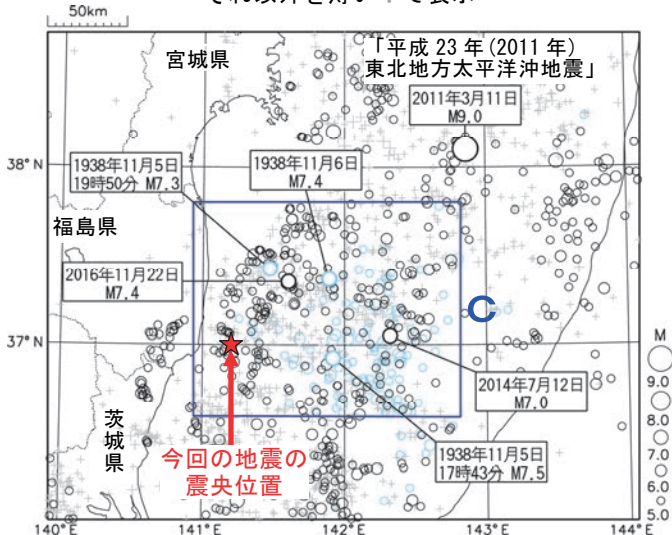 50km
宮城県
「平成 23 年(2011 年)
東北地方太平洋沖地震」
2011年3月11日
M9.0
38° N
1938年11月5日
19時50分 M7.3
1938年11月6日
M7.4
福島県
2016年11月22日
M7.4
C
37° N
M
9.0
8.0
7.0
6.0
5.0
2014年7月12日
M7.0
茨城県
今回の地震の
震央位置
1938年11月5日
17時43分 M7.5
140° E
141° E
142° E
143° E
144° E